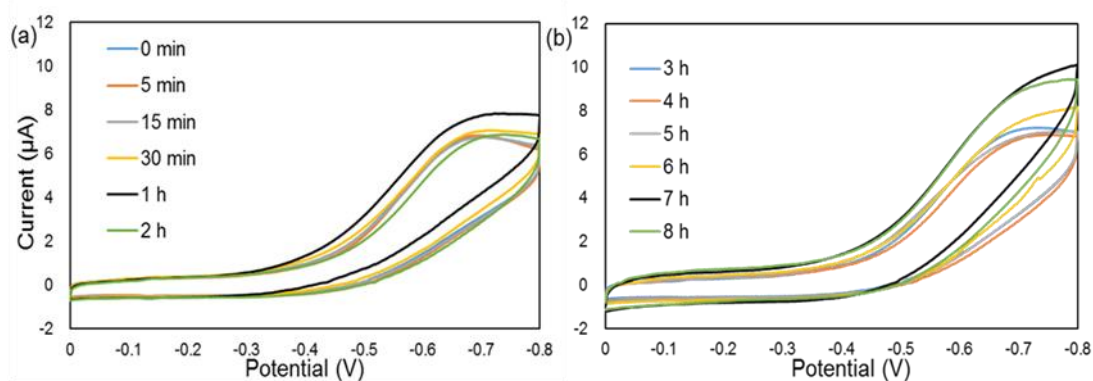 (a)
Current (μA)
12
10
8
6
4
2
0
-2
0 min
5 min
15 min
30 min
1 h
2 h
0 -0.1 -0.2 -0.3 -0.4 -0.5 -0.6 -0.7 -0.8
Potential (V)
(b)
12
10
8
6
4
2
0
-2
3 h
4 h
5 h
6 h
7 h
8 h
0 -0.1 -0.2 -0.3 -0.4 -0.5 -0.6 -0.7 -0.8
Potential (V)